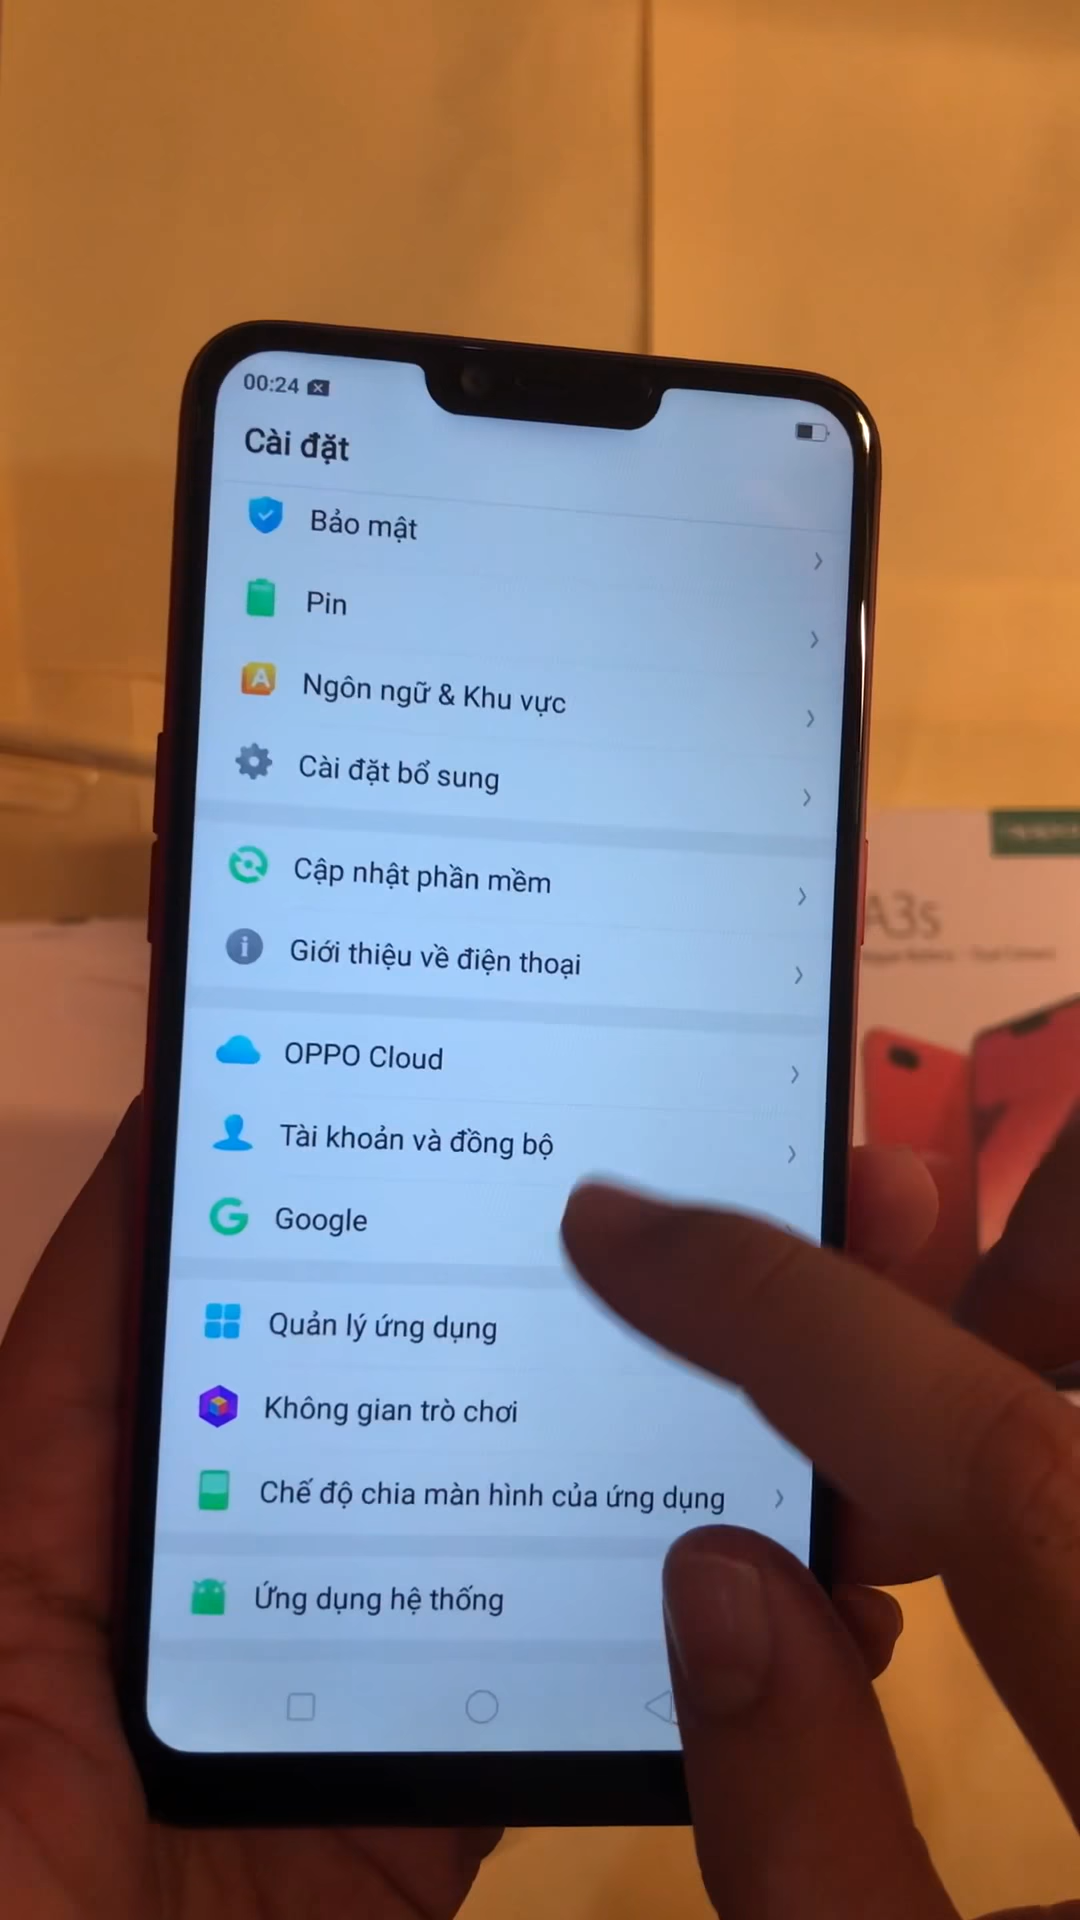 00:24
Cài đặt
Bảo mật
Pin
Ngôn ngữ & Khu vực
Cài đặt bổ sung
Cập nhật phần mềm
Giới thiệu về điện thoại
OPPO Cloud
Tài khoản và đồng bộ
Google
Quản lý ứng dụng
Không gian trò chơi
Chế độ chia màn hình của ứng dụng
Ứng dụng hệ thống
A3s